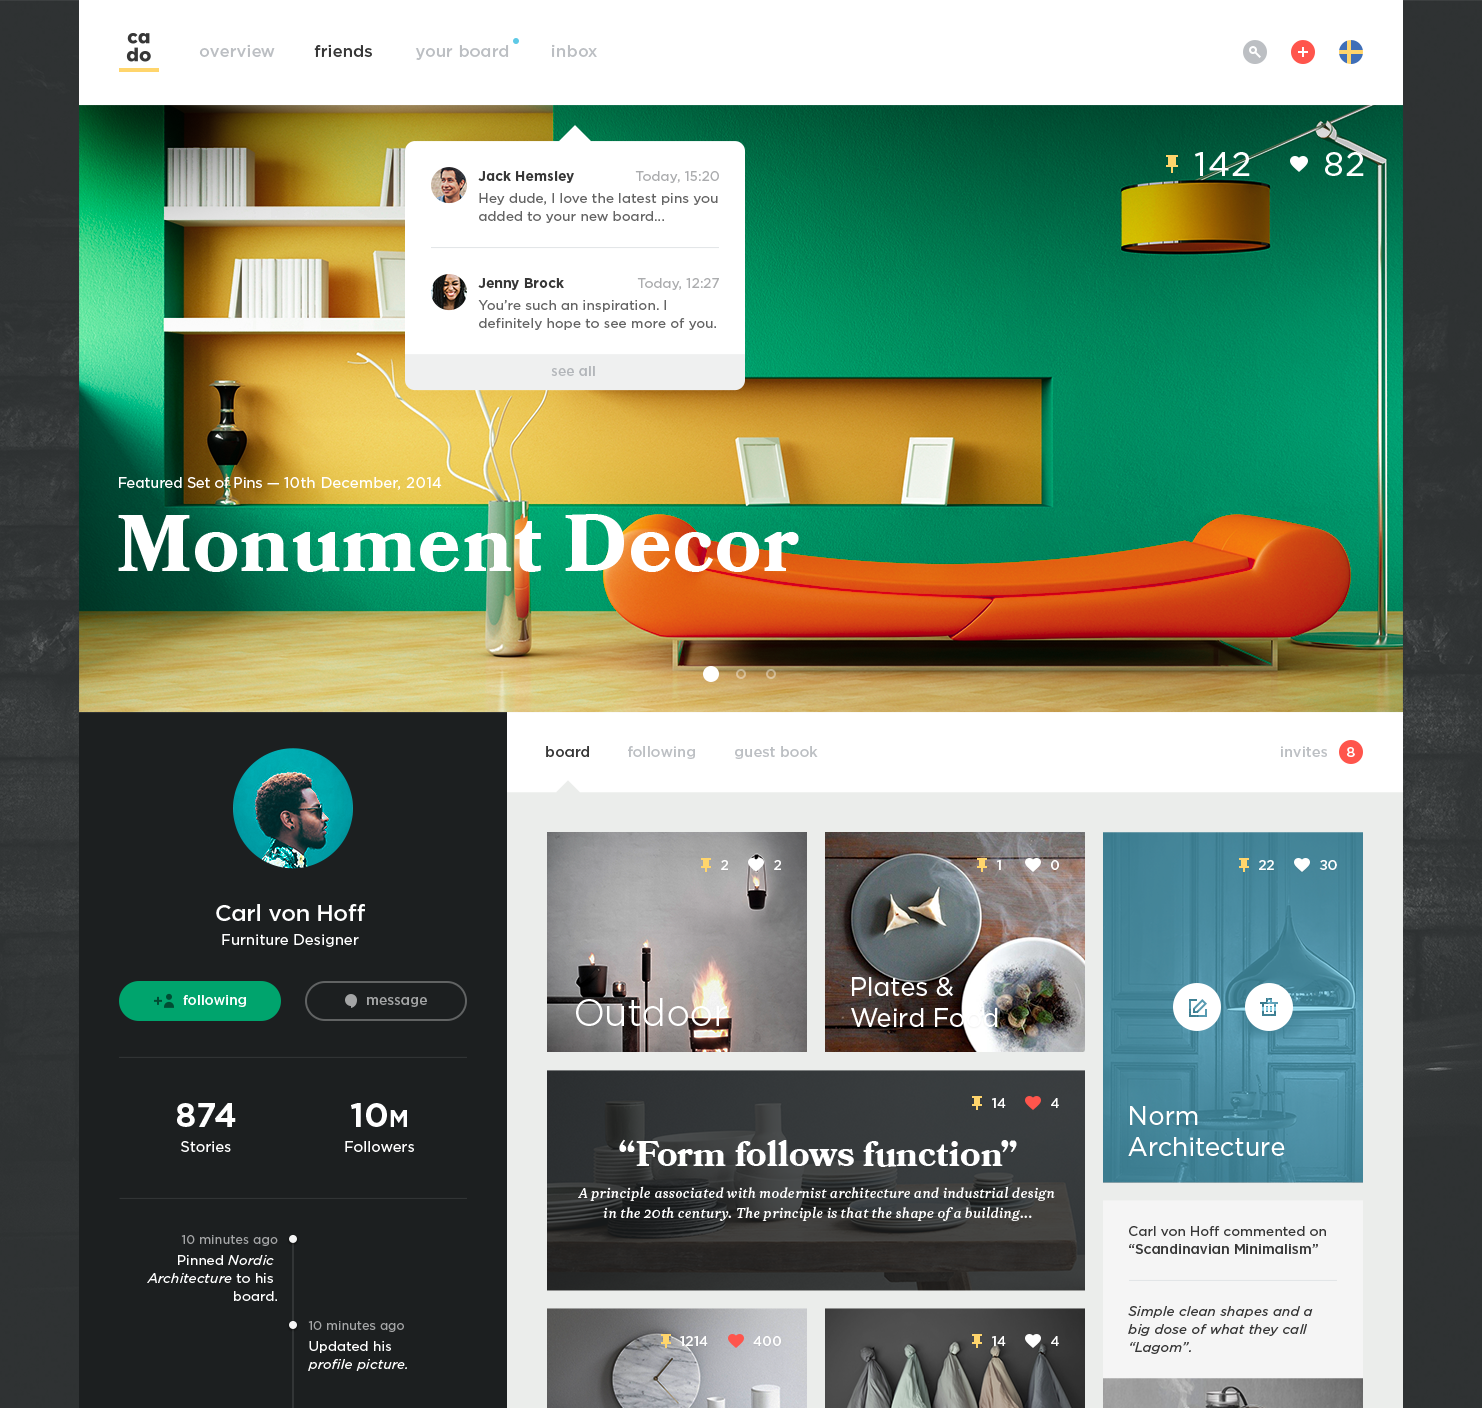 ca
do
overview
friends
your board
inbox
142
82
Jack Hemsley
Today, 15:20
Hey dude, I love the latest pins you
added to your new board...
Jenny Brock
Today, 12:27
You're such an inspiration. I
definitely hope to see more of you.
see all
Featured Set of Pins — 10th December, 2014
Monument Decor
board
following
guest book
invites
8
Carl von Hoff
Furniture Designer
following
message
874
Stories
10M
Followers
10 minutes ago
Pinned Nordic
Architecture to his
board.
10 minutes ago
Updated his
profile picture.
2
2
Outdoor
1
0
Plates &
Weird Food
22
30
Norm
Architecture
14
4
“Form follows function”
A principle associated with modernist architecture and industrial design
in the 20th century. The principle is that the shape of a building...
Carl von Hoff commented on
“Scandinavian Minimalism”
Simple clean shapes and a
big dose of what they call
“Lagom”.
1214
400
14
4